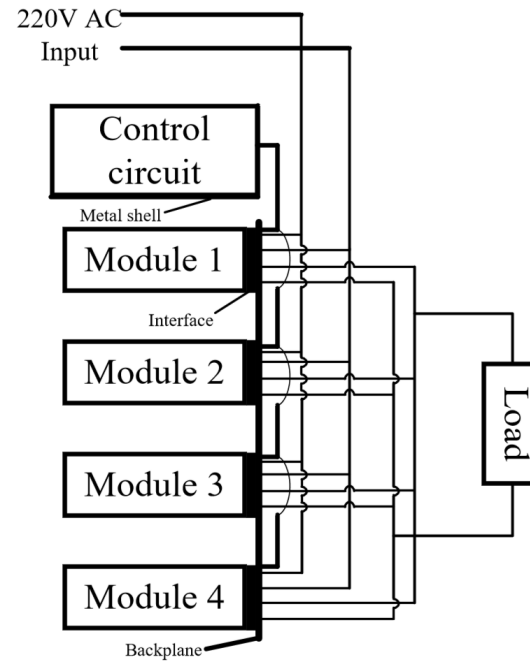 220V AC
Input
Control
circuit
Metal shell
Module 1
Interface
Module 2
Load
Module 3
Module 4
Backplane